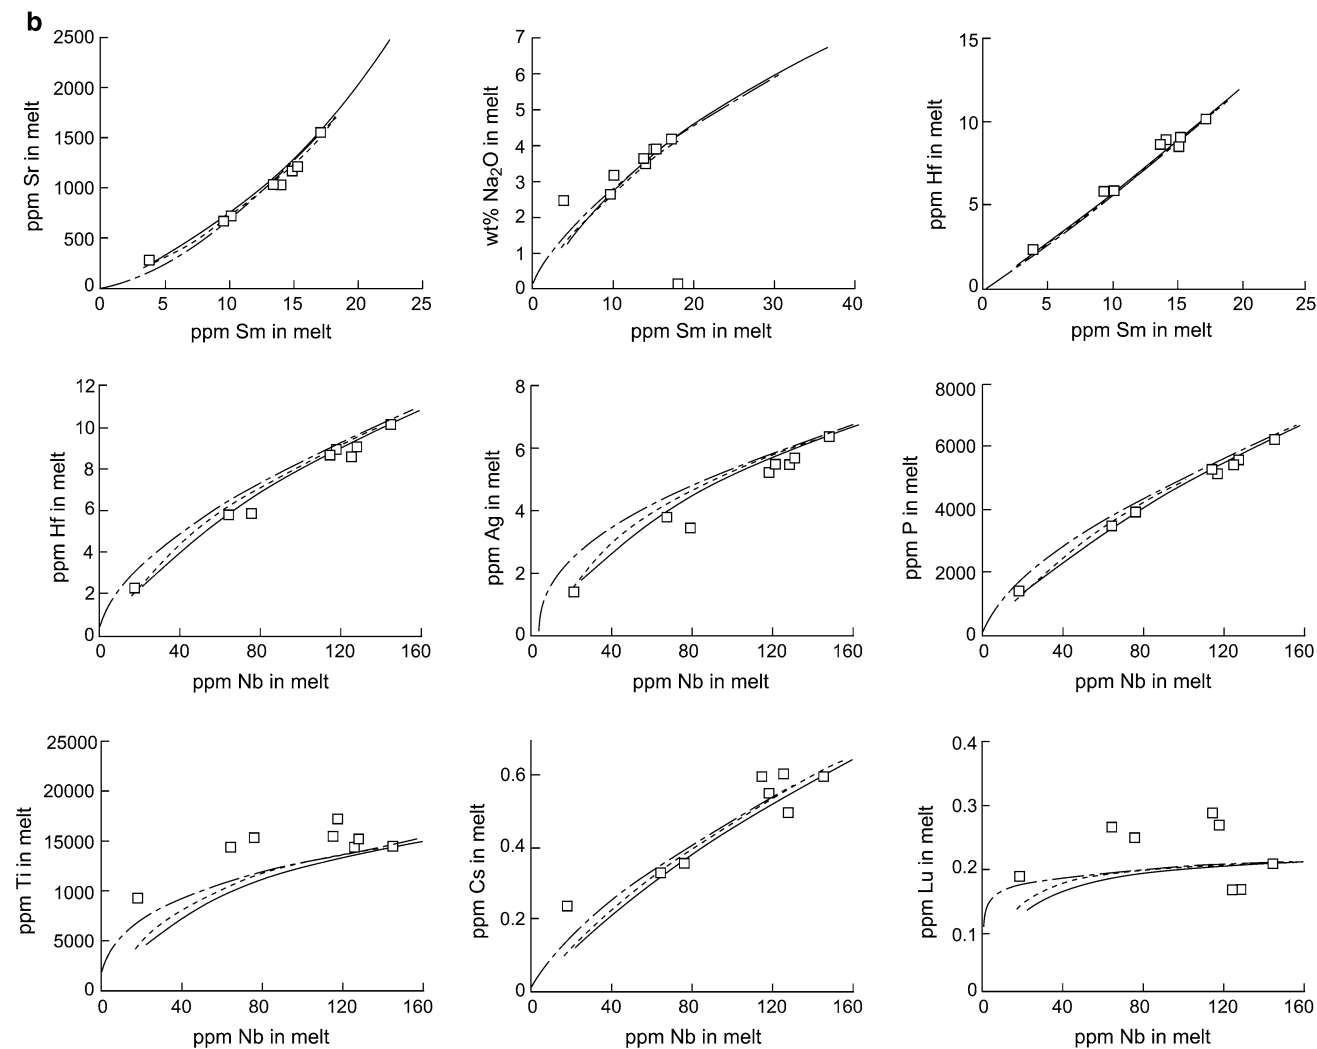 b
2500
2000
1500
1000
500
0
ppm Sr in melt
0 5 10 15 20 25
ppm Sm in melt
7
6
5
4
3
2
1
0
wt% Na2O in melt
0 10 20 30 40
ppm Sm in melt
15
10
5
0
ppm Hf in melt
0 5 10 15 20 25
ppm Sm in melt
12
10
8
6
4
2
0
ppm Hf in melt
0 40 80 120 160
ppm Nb in melt
8
6
4
2
0
ppm Ag in melt
0 40 80 120 160
ppm Nb in melt
8000
6000
4000
2000
0
ppm P in melt
0 40 80 120 160
ppm Nb in melt
25000
20000
15000
1000
5000
0
ppm Ti in melt
0 40 80 120 160
ppm Nb in melt
0.6
0.4
0.2
0
ppm Cs in melt
0 40 80 120 160
ppm Nb in melt
0.4
0.3
0.2
0.1
0
ppm Lu in melt
0 40 80 120 160
ppm Nb in melt